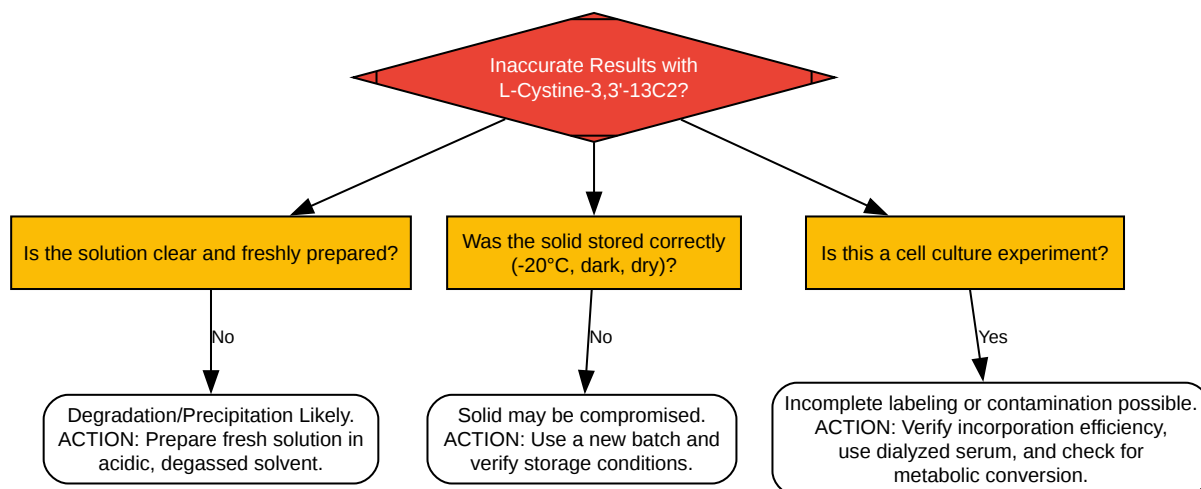 Inaccurate Results with
L-Cystine-3,3'-13C2?
Is the solution clear and freshly prepared?
Was the solid stored correctly
(-20°C, dark, dry)?
Is this a cell culture experiment?
No
No
Yes
Degradation/Precipitation Likely.
ACTION: Prepare fresh solution in
acidic, degassed solvent.
Solid may be compromised.
ACTION: Use a new batch and
verify storage conditions.
Incomplete labeling or contamination possible.
ACTION: Verify incorporation efficiency,
use dialyzed serum, and check for
metabolic conversion.